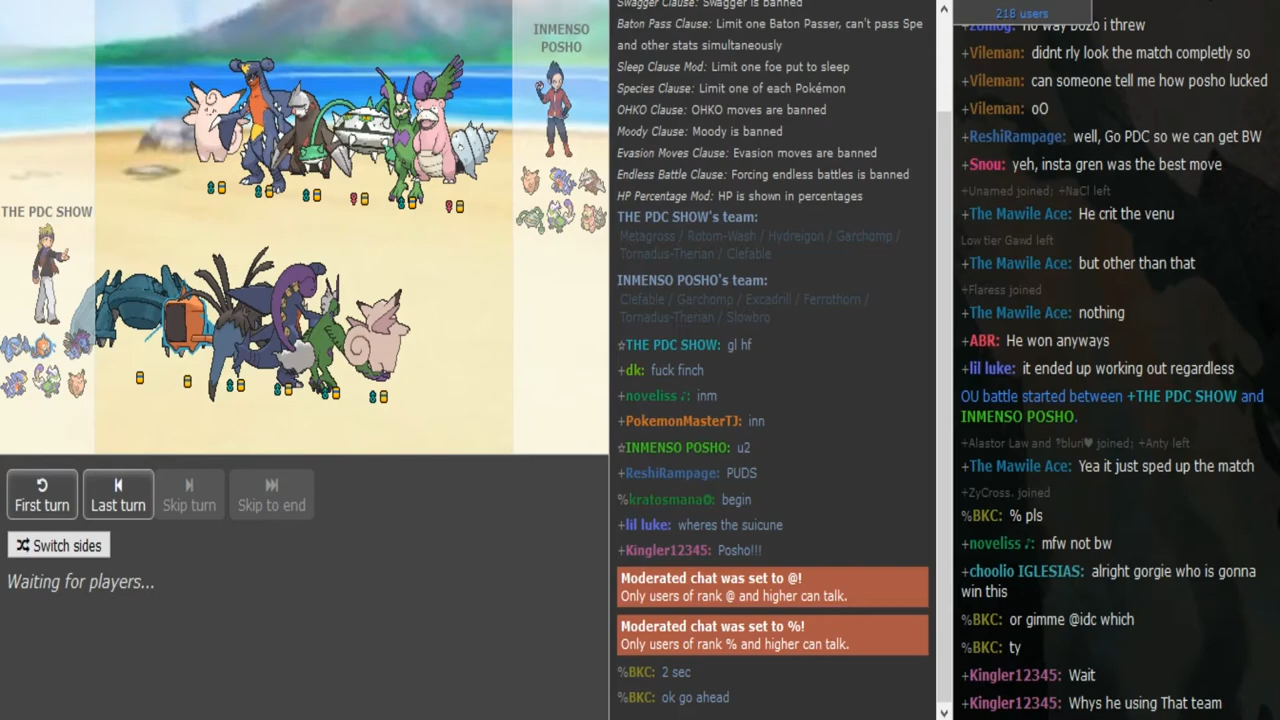 INMENSO
POSHO
THE PDC SHOW
First turn
Last turn
Skip turn
Skip to end
Switch sides
Waiting for players...
Swagger Clause: Swagger is banned
Baton Pass Clause: Limit one Baton Passer, can't pass Spe
and other stats simultaneously
Sleep Clause Mod: Limit one foe put to sleep
Species Clause: Limit one of each Pokémon
OHKO Clause: OHKO moves are banned
Moody Clause: Moody is banned
Evasion Moves Clause: Evasion moves are banned
Endless Battle Clause: Forcing endless battles is banned
HP Percentage Mod: HP is shown in percentages
THE PDC SHOW's team:
Metagross / Rotom-Wash / Hydreigon / Garchomp /
Tornadus-Therian / Clefable
INMENSO POSHO's team:
Clefable / Garchomp / Excadrill / Ferrothorn /
Tornadus-Therian / Slowbro
☆THE PDC SHOW: gl hf
+dk: fuck finch
+noveliss ♪: inm
+PokemonMasterTJ: inn
☆INMENSO POSHO: u2
+ReshiRampage: PUDS
%kratosmana✪: begin
+lil luke: wheres the suicune
+Kingler12345: Posho!!!
Moderated chat was set to @!
Only users of rank @ and higher can talk.
Moderated chat was set to %!
Only users of rank % and higher can talk.
%BKC: 2 sec
%BKC: ok go ahead
218 users
+zomog: no way bozo i threw
+Vileman: didnt rly look the match completly so
+Vileman: can someone tell me how posho lucked
+Vileman: oO
+ReshiRampage: well, Go PDC so we can get BW
+Snou: yeh, insta gren was the best move
+Unamed joined; +NaCl left
+The Mawile Ace: He crit the venu
Low tier Gawd left
+The Mawile Ace: but other than that
+Flaress joined
+The Mawile Ace: nothing
+ABR: He won anyways
+lil luke: it ended up working out regardless
OU battle started between +THE PDC SHOW and
INMENSO POSHO.
+Alastor Law and ‽bluri♥ joined; +Anty left
+The Mawile Ace: Yea it just sped up the match
+ZyCross. joined
%BKC: % pls
+noveliss ♪: mfw not bw
+choolio IGLESIAS: alright gorgie who is gonna
win this
%BKC: or gimme @idc which
%BKC: ty
+Kingler12345: Wait
+Kingler12345: Whys he using That team